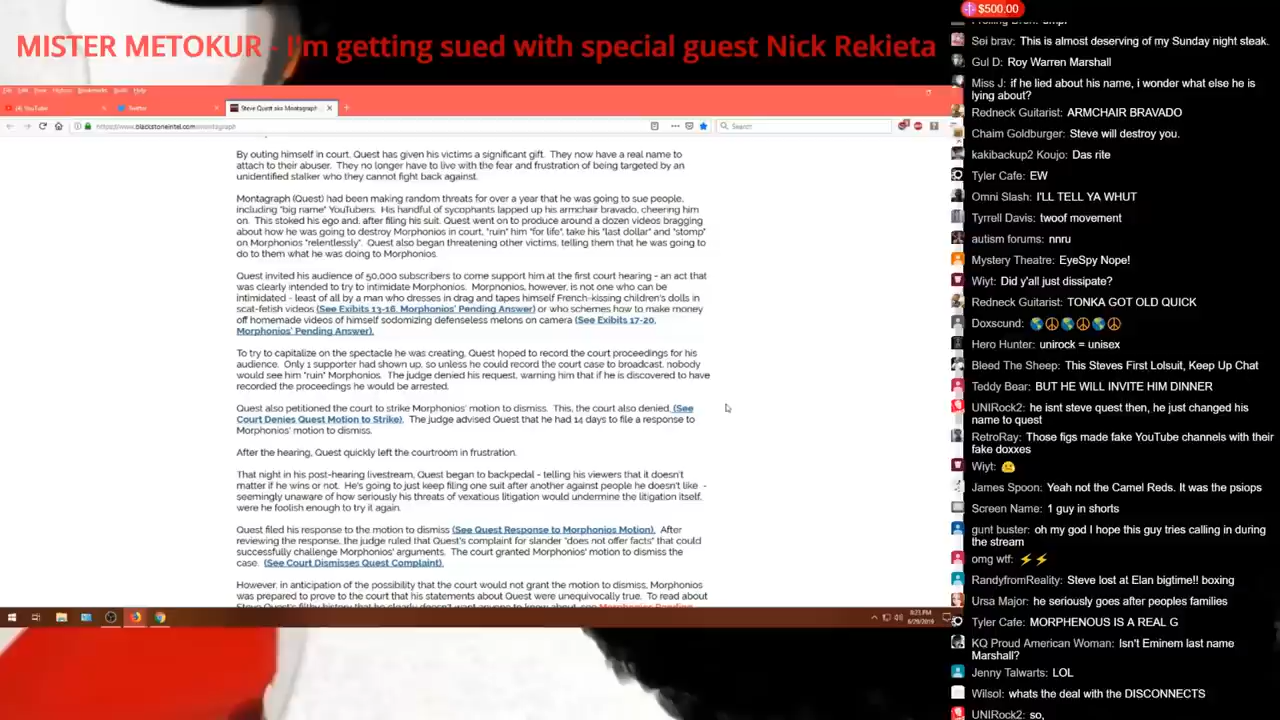 MISTER METOKUR - I'm getting sued with special guest Nick Rekieta
$500.00
Edit View History Bookmarks Tools Help
YouTube
Twitter
Steve Quest aka Montagraph
https://www.blackstoneintel.com/montagraph
Search
By outing himself in court, Quest has given his victims a significant gift. They now have a real name to
attach to their abuser. They no longer have to live with the fear and frustration of being targeted by an
unidentified stalker who they cannot fight back against.
Montagraph (Quest) had been making random threats for over a year that he was going to sue people,
including "big name" YouTubers. His handful of sycophants lapped up his armchair bravado, cheering him
on. This stoked his ego and, after filing his suit, Quest went on to produce around a dozen videos bragging
about how he was going to destroy Morphonios in court, "ruin" him "for life", take his "last dollar" and "stomp"
on Morphonios "relentlessly". Quest also began threatening other victims, telling them that he was going to
do to them what he was doing to Morphonios.
Quest invited his audience of 50,000 subscribers to come support him at the first court hearing - an act that
was clearly intended to try to intimidate Morphonios. Morpnonios, however, is not one who can be
intimidated - least of all by a man who dresses in drag and tapes himself French-kissing children's dolls in
scat-fetish videos (See Exibits 13-16, Morphonios' Pending Answer) or who schemes how to make money
off homemade videos of himself sodomizing defenseless melons on camera (See Exibits 17-20,
Morphonios' Pending Answer).
To try to capitalize on the spectacle he was creating, Quest hoped to record the court proceedings for his
audience. Only 1 supporter had shown up, so unless he could record the court case to broadcast, nobody
would see him "ruin" Morphonios. The judge denied his request, warning him that if he is discovered to have
recorded the proceedings he would be arrested.
Quest also petitioned the court to strike Morphonios' motion to dismiss. This, the court also denied, (See
Court Denies Quest Motion to Strike). The judge advised Quest that he had 14 days to file a response to
Morphonios' motion to dismiss.
After the hearing, Quest quickly left the courtroom in frustration.
That night in his post-hearing livestream, Quest began to backpedal - telling his viewers that it doesn't
matter if he wins or not. He's going to just keep filing one suit after another against people he doesn't like -
seemingly unaware of how seriously his threats of vexatious litigation would undermine the litigation itself,
were he foolish enough to try it again.
Quest filed his response to the motion to dismiss (See Quest Response to Morphonios Motion). After
reviewing the response, the judge ruled that Quest's complaint for slander "does not offer facts" that could
successfully challenge Morphonios' arguments. The court granted Morphonios' motion to dismiss the
case. (See Court Dismisses Quest Complaint).
However, in anticipation of the possibility that the court would not grant the motion to dismiss, Morphonios
was prepared to prove to the court that his statements about Quest were unequivocally true. To read about
9:23 PM
6/29/2019
Sei brav: This is almost deserving of my Sunday night steak.
Gul D: Roy Warren Marshall
Miss J: if he lied about his name, i wonder what else he is
lying about?
Redneck Guitarist: ARMCHAIR BRAVADO
Chaim Goldburger: Steve will destroy you.
kakibackup2 Koujo: Das rite
Tyler Cafe: EW
Omni Slash: I'LL TELL YA WHUT
Tyrrell Davis: twoof movement
autism forums: nnru
Mystery Theatre: EyeSpy Nope!
Wiyt: Did y'all just dissipate?
Redneck Guitarist: TONKA GOT OLD QUICK
Doxscund: 🌎☮🌎☮🌎☮
Hero Hunter: unirock = unisex
Bleed The Sheep: This Steves First Lolsuit, Keep Up Chat
Teddy Bear: BUT HE WILL INVITE HIM DINNER
UNIRock2: he isnt steve quest then, he just changed his
name to quest
RetroRay: Those figs made fake YouTube channels with their
fake doxxes
Wiyt:
James Spoon: Yeah not the Camel Reds. It was the psiops
Screen Name: 1 guy in shorts
gunt buster: oh my god I hope this guy tries calling in during
the stream
omg wtf: ⚡⚡
RandyfromReality: Steve lost at Elan bigtime!! boxing
Ursa Major: he seriously goes after peoples families
Tyler Cafe: MORPHENOUS IS A REAL G
KQ Proud American Woman: Isn't Eminem last name
Marshall?
Jenny Talwarts: LOL
Wilsol: whats the deal with the DISCONNECTS
UNIRock2: so,